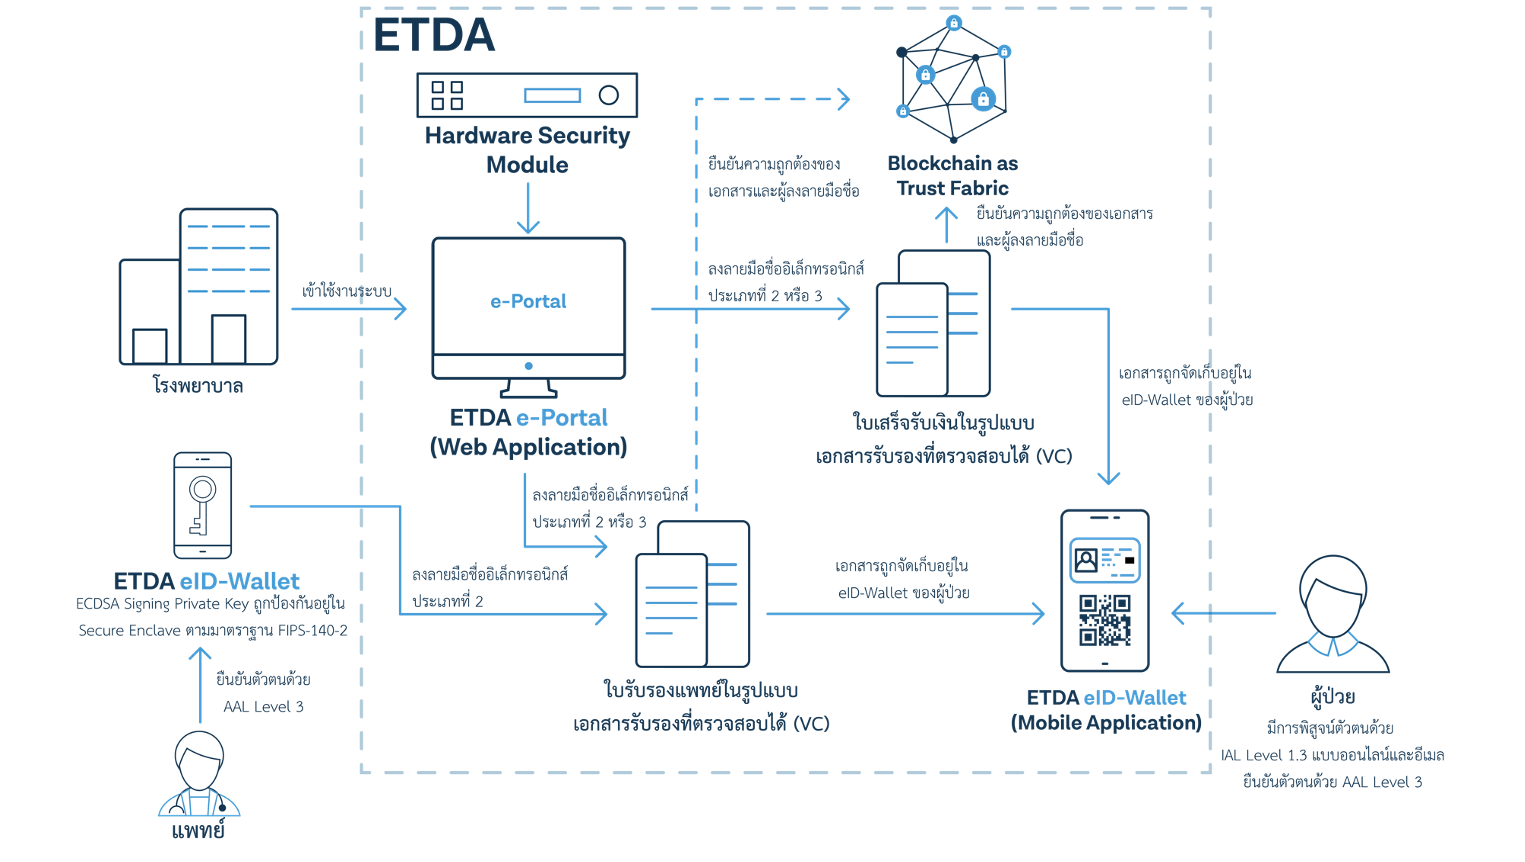 ETDA
Hardware Security
Module
ยืนยันความถูกต้องของ
เอกสารและผู้ลงลายมือชื่อ
Blockchain as
Trust Fabric
ยืนยันความถูกต้องของเอกสาร
และผู้ลงลายมือชื่อ
เข้าใช้งานระบบ
e-Portal
ลงลายมือชื่ออิเล็กทรอนิกส์
ประเภทที่ 2 หรือ 3
โรงพยาบาล
ETDA e-Portal
(Web Application)
ใบเสร็จรับเงินในรูปแบบ
เอกสารรับรองที่ตรวจสอบได้ (VC)
เอกสารถูกจัดเก็บอยู่ใน
eID-Wallet ของผู้ป่วย
ลงลายมือชื่ออิเล็กทรอนิกส์
ประเภทที่ 2 หรือ 3
ETDA eID-Wallet
ECDSA Signing Private Key ถูกป้องกันอยู่ใน
Secure Enclave ตามมาตราฐาน FIPS-140-2
ลงลายมือชื่ออิเล็กทรอนิกส์
ประเภทที่ 2
เอกสารถูกจัดเก็บอยู่ใน
eID-Wallet ของผู้ป่วย
ยืนยันตัวตนด้วย
AAL Level 3
ใบรับรองแพทย์ในรูปแบบ
เอกสารรับรองที่ตรวจสอบได้ (VC)
ETDA eID-Wallet
(Mobile Application)
ผู้ป่วย
มีการพิสูจน์ตัวตนด้วย
IAL Level 1.3 แบบออนไลน์และอีเมล
ยืนยันตัวตนด้วย AAL Level 3
แพทย์